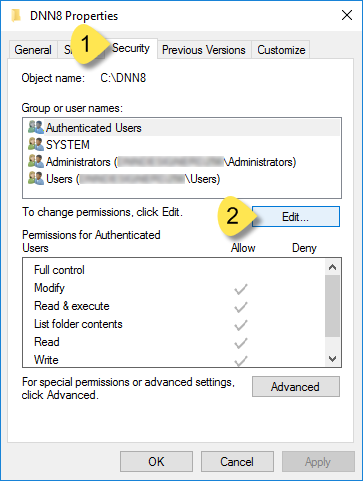 DNN8 Properties
General
1
Security
Previous Versions
Customize
Object name: C:\DNN8
Group or user names:
Authenticated Users
SYSTEM
Administrators (\Administrators)
Users (\Users)
To change permissions, click Edit.
2
Edit...
Permissions for Authenticated
Users
Allow
Deny
Full control
Modify
Read & execute
List folder contents
Read
Write
For special permissions or advanced settings,
click Advanced.
Advanced
OK
Cancel
Apply